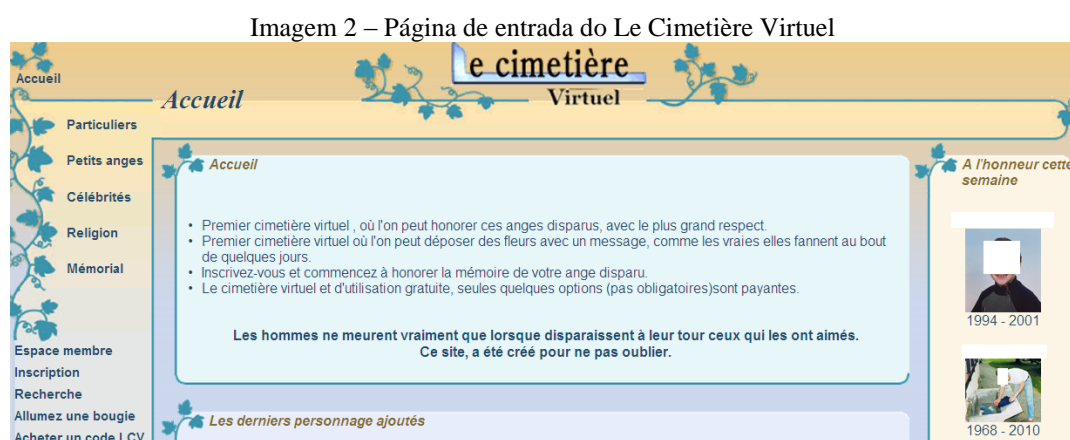 Imagem 2 – Página de entrada do Le Cimetière Virtuel
Le cimetière
Virtuel
Accueil
Accueil
Particuliers
Petits anges
Célébrités
Religion
Mémorial
Espace membre
Inscription
Recherche
Allumez une bougie
Acheter un code LCV
Accueil
• Premier cimetière virtuel , où l'on peut honorer ces anges disparus, avec le plus grand respect.
• Premier cimetière virtuel où l'on peut déposer des fleurs avec un message, comme les vraies elles fannent au bout
de quelques jours.
• Inscrivez-vous et commencez à honorer la mémoire de votre ange disparu.
• Le cimetière virtuel et d'utilisation gratuite, seules quelques options (pas obligatoires)sont payantes.
Les hommes ne meurent vraiment que lorsque disparaissent à leur tour ceux qui les ont aimés.
Ce site, a été créé pour ne pas oublier.
Les derniers personnage ajoutés
A l'honneur cette
semaine
1994 - 2001
1968 - 2010